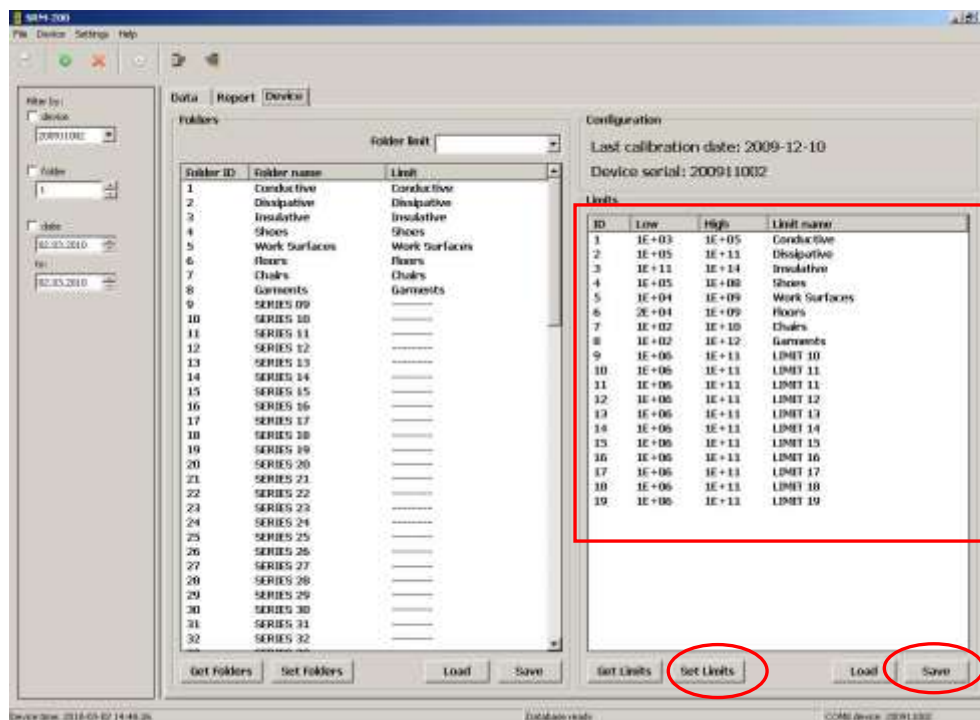 SRM-200
File Device Settings Help
Filter by:
device
200911002
folder
1
date
02.03.2010
to:
02.03.2010
Data Report Device
Folders
Folder limit
Folder ID Folder name Limit
1 Conductive Conductive
2 Dissipative Dissipative
3 Insulative Insulative
4 Shoes Shoes
5 Work Surfaces Work Surfaces
6 Floors Floors
7 Chairs Chairs
8 Garments Garments
9 SERIES 09 --------
10 SERIES 10 --------
11 SERIES 11 --------
12 SERIES 12 --------
13 SERIES 13 --------
14 SERIES 14 --------
15 SERIES 15 --------
16 SERIES 16 --------
17 SERIES 17 --------
18 SERIES 18 --------
19 SERIES 19 --------
20 SERIES 20 --------
21 SERIES 21 --------
22 SERIES 22 --------
23 SERIES 23 --------
24 SERIES 24 --------
25 SERIES 25 --------
26 SERIES 26 --------
27 SERIES 27 --------
28 SERIES 28 --------
29 SERIES 29 --------
30 SERIES 30 --------
31 SERIES 31 --------
32 SERIES 32 --------
Get Folders Set Folders Load Save
Configuration
Last calibration date: 2009-12-10
Device serial: 200911002
Limits
ID Low High Limit name
1 1E+03 1E+05 Conductive
2 1E+05 1E+11 Dissipative
3 1E+11 1E+14 Insulative
4 1E+05 1E+08 Shoes
5 1E+04 1E+09 Work Surfaces
6 2E+04 1E+09 Floors
7 1E+02 1E+10 Chairs
8 1E+02 1E+12 Garments
9 1E+06 1E+11 LIMIT 10
10 1E+06 1E+11 LIMIT 11
11 1E+06 1E+11 LIMIT 11
12 1E+06 1E+11 LIMIT 12
13 1E+06 1E+11 LIMIT 13
14 1E+06 1E+11 LIMIT 14
15 1E+06 1E+11 LIMIT 15
16 1E+06 1E+11 LIMIT 16
17 1E+06 1E+11 LIMIT 17
18 1E+06 1E+11 LIMIT 18
19 1E+06 1E+11 LIMIT 19
Get Limits Set Limits Load Save
Device time: 2010-03-02 14:46:26
Database ready
COM8 device: 200911002